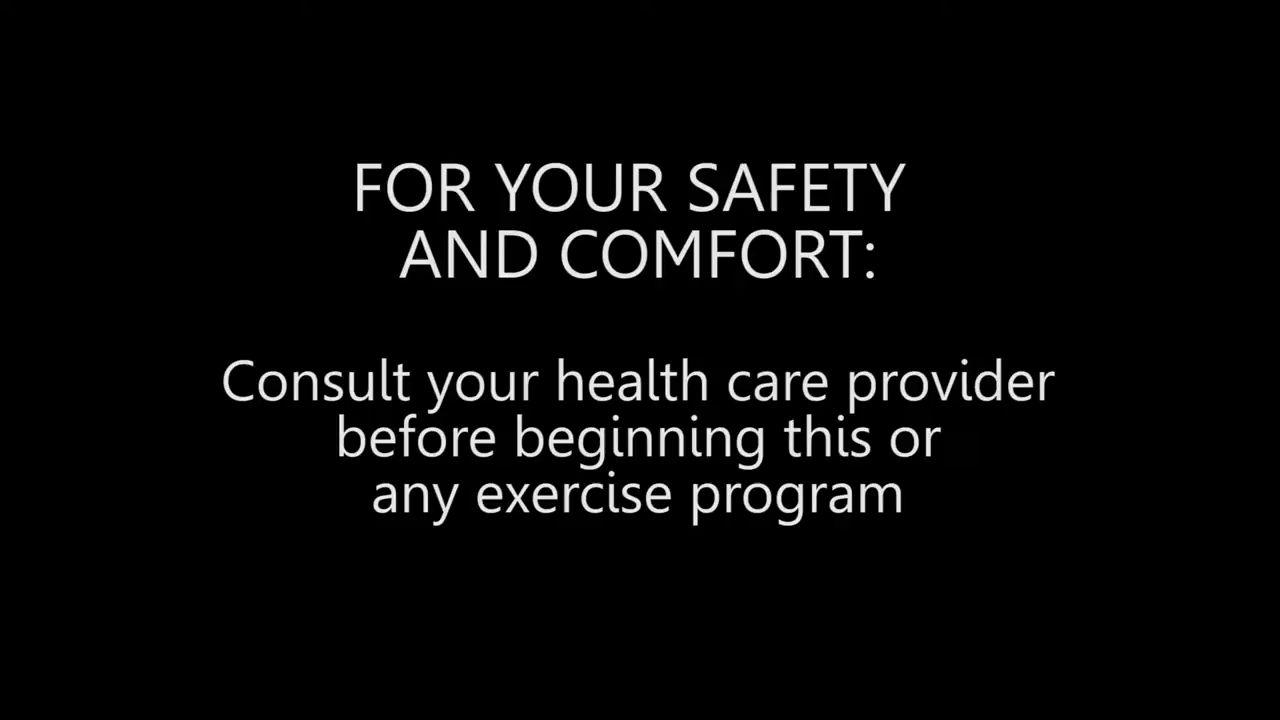 FOR YOUR SAFETY
AND COMFORT:
Consult your health care provider
before beginning this or
any exercise program